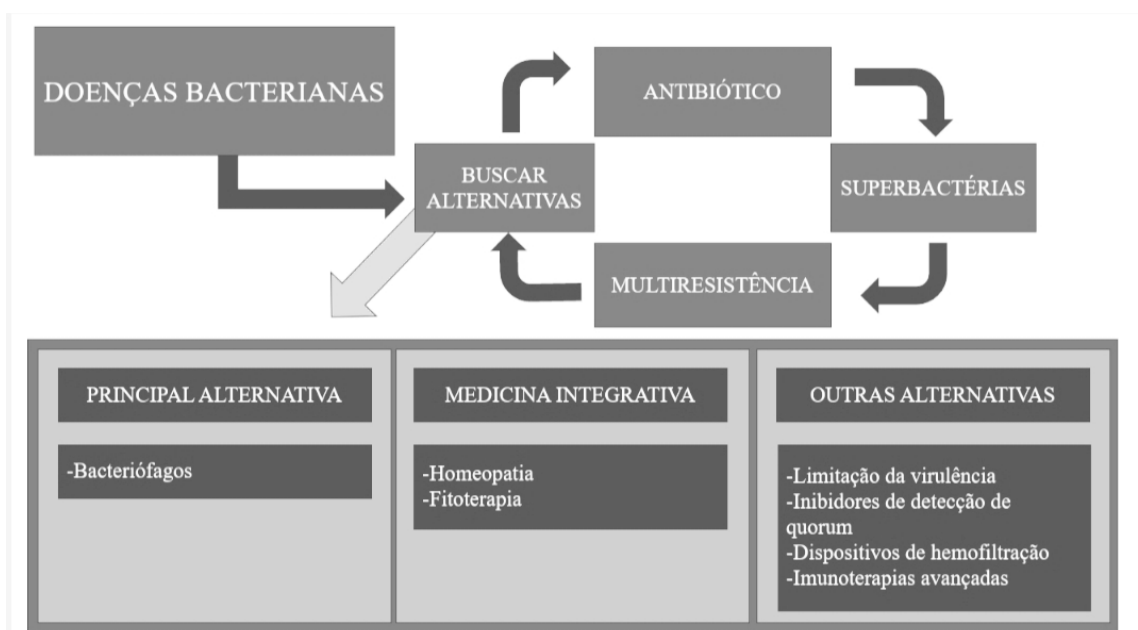 DOENÇAS BACTERIANAS
ANTIBIÓTICO
BUSCAR
ALTERNATIVAS
SUPERBACTÉRIAS
MULTIRESISTÊNCIA
PRINCIPAL ALTERNATIVA
-Bacteriófagos
MEDICINA INTEGRATIVA
-Homeopatia
-Fitoterapia
OUTRAS ALTERNATIVAS
-Limitação da virulência
-Inibidores de detecção de
quorum
-Dispositivos de hemofiltração
-Imunoterapias avançadas